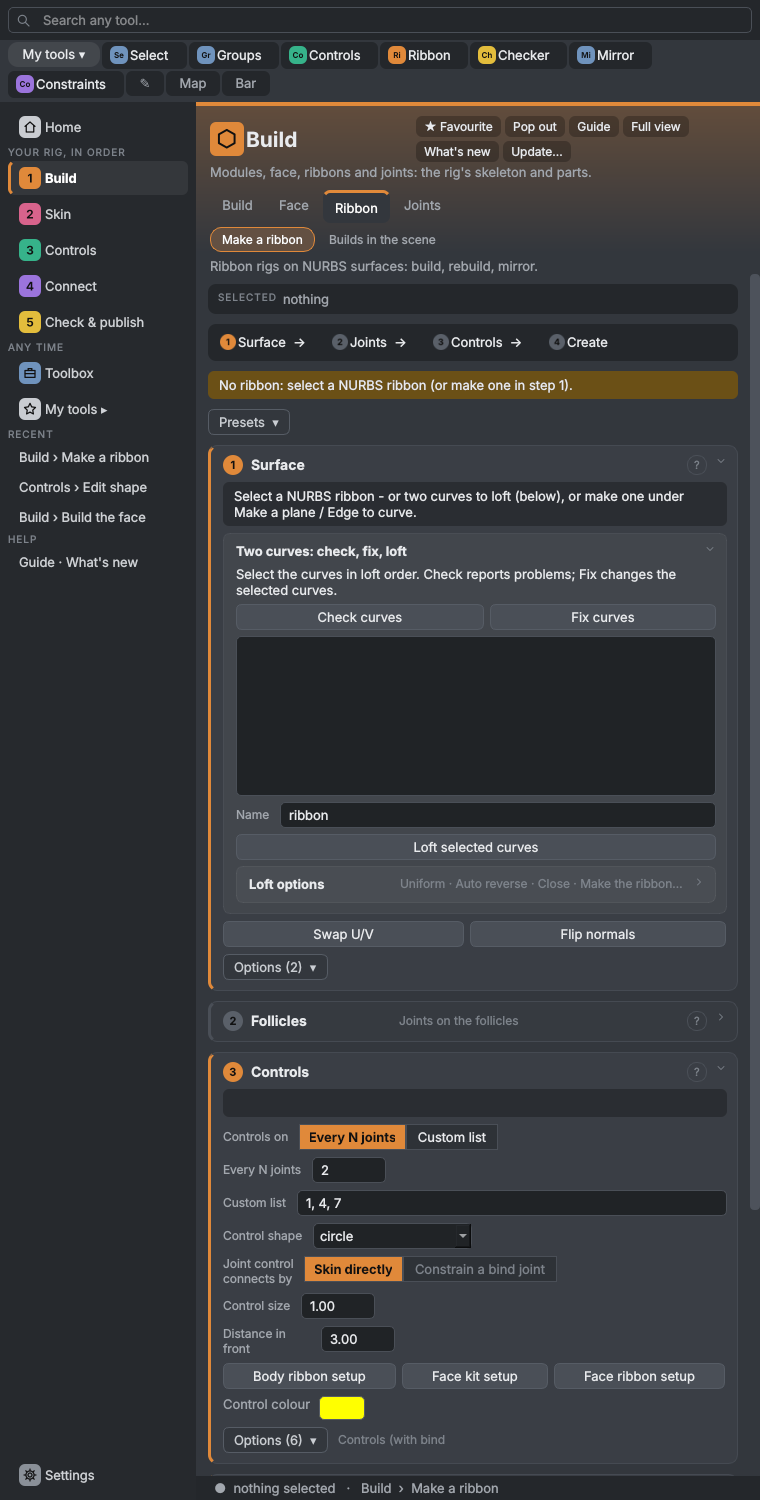 Search any tool...
My tools ▾
Se Select
Gr Groups
Co Controls
Ri Ribbon
Ch Checker
Mi Mirror
Co Constraints
✎
Map
Bar
Home
YOUR RIG, IN ORDER
1 Build
2 Skin
3 Controls
4 Connect
5 Check & publish
ANY TIME
Toolbox
My tools ▸
RECENT
Build › Make a ribbon
Controls › Edit shape
Build › Build the face
HELP
Guide · What's new
Settings
Build
★ Favourite
Pop out
Guide
Full view
What's new
Update...
Modules, face, ribbons and joints: the rig's skeleton and parts.
Build
Face
Ribbon
Joints
Make a ribbon
Builds in the scene
Ribbon rigs on NURBS surfaces: build, rebuild, mirror.
SELECTED nothing
1 Surface →
2 Joints →
3 Controls →
4 Create
No ribbon: select a NURBS ribbon (or make one in step 1).
Presets ▾
1 Surface ?
Select a NURBS ribbon - or two curves to loft (below), or make one under
Make a plane / Edge to curve.
Two curves: check, fix, loft
Select the curves in loft order. Check reports problems; Fix changes the
selected curves.
Check curves
Fix curves
Name ribbon
Loft selected curves
Loft options Uniform · Auto reverse · Close · Make the ribbon...
Swap U/V
Flip normals
Options (2) ▾
2 Follicles Joints on the follicles ?
3 Controls ?
Controls on Every N joints Custom list
Every N joints 2
Custom list 1, 4, 7
Control shape circle
Joint control
connects by
Skin directly Constrain a bind joint
Control size 1.00
Distance in
front
3.00
Body ribbon setup
Face kit setup
Face ribbon setup
Control colour
Options (6) ▾ Controls (with bind
nothing selected · Build › Make a ribbon